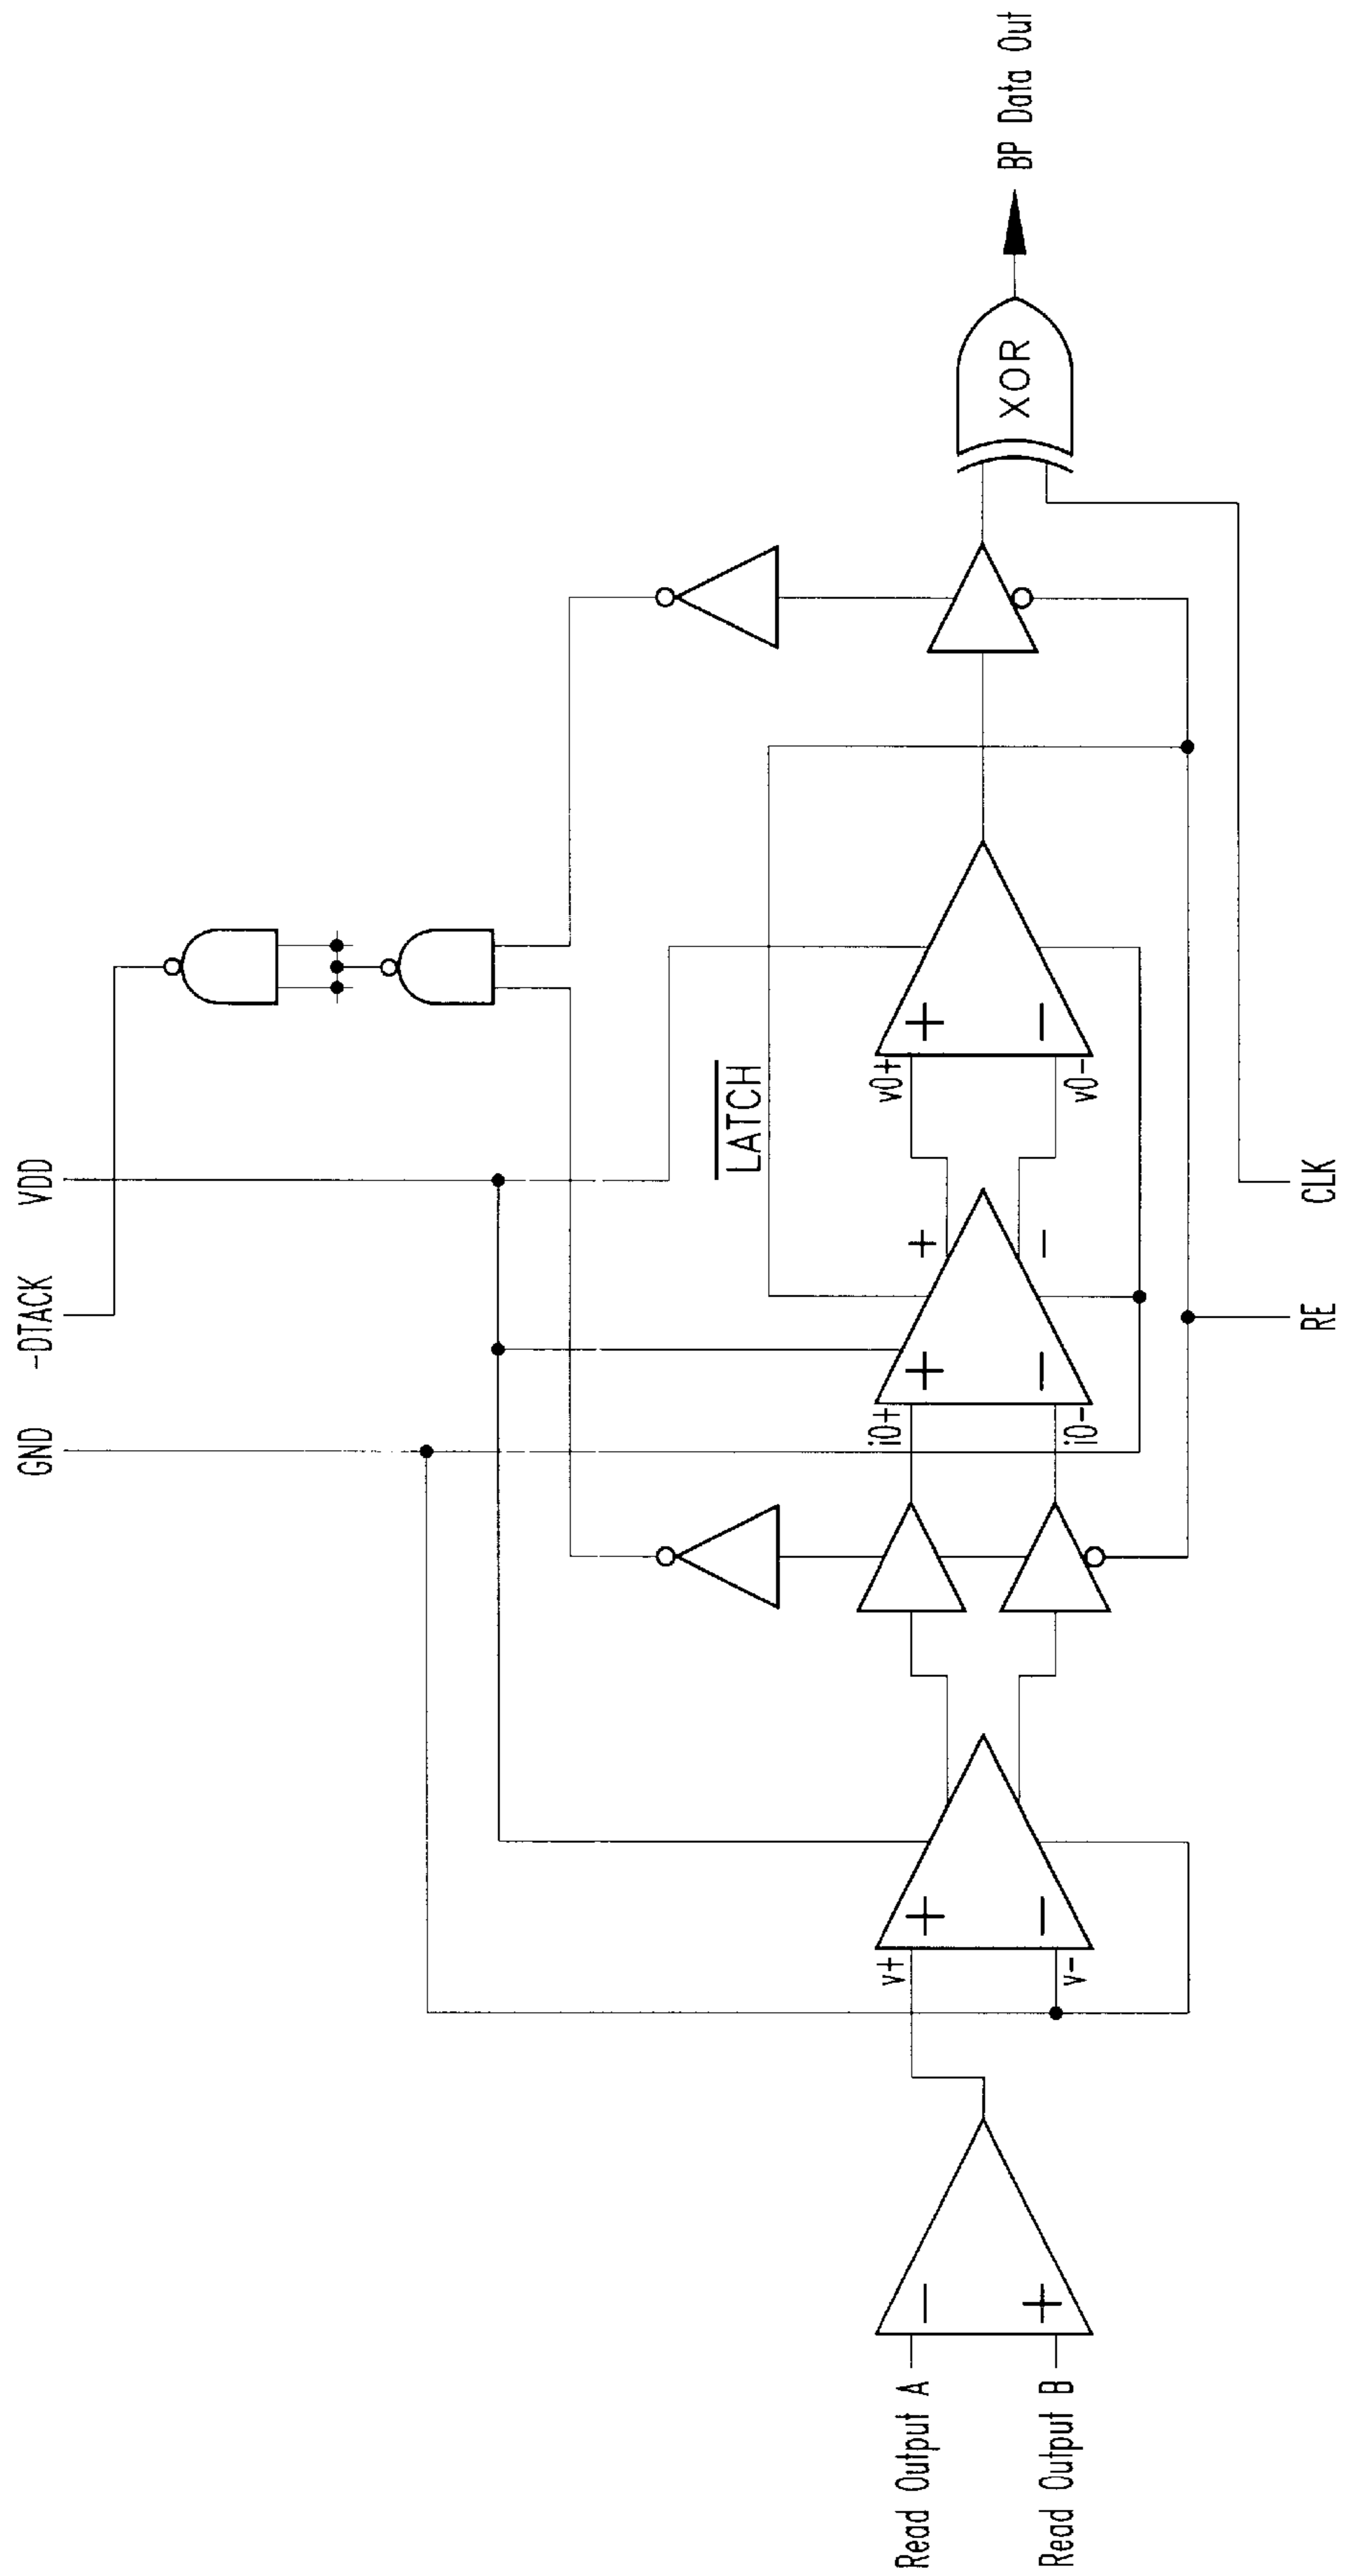 GND
-DTACK
VDD
LATCH
Read Output A
Read Output B
v+
v-
+
-
-
+
i0+
i0-
+
-
+
-
v0+
v0-
+
-
XOR
BP Data Out
RE
CLK